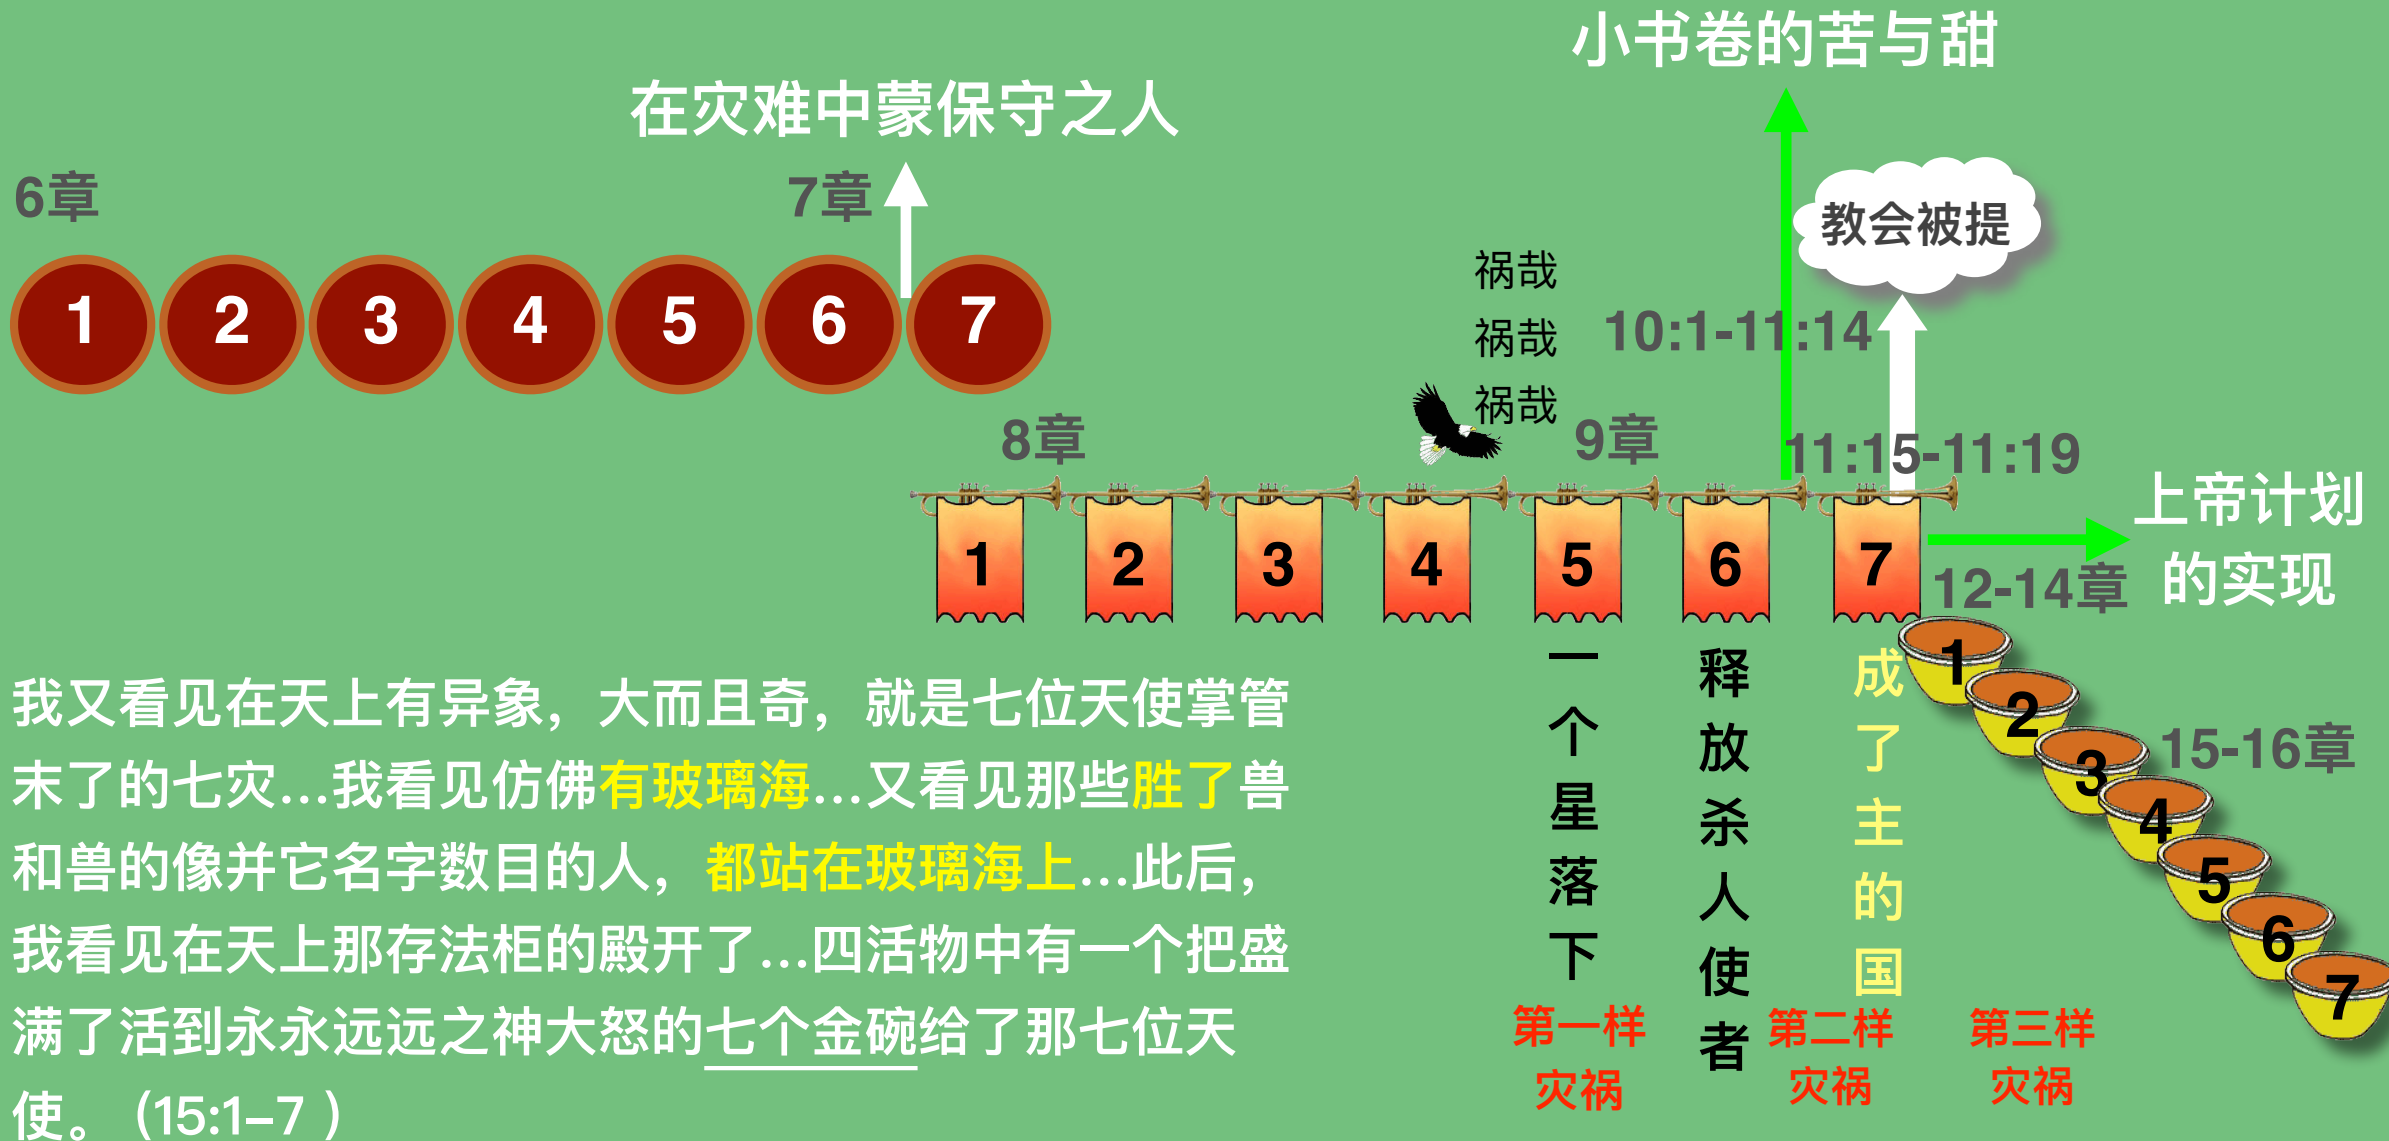 小书卷的苦与甜
在灾难中蒙保守之人
6章
7章
教会被提
1 2 3 4 5 6 7
祸哉
祸哉
祸哉
10:1-11:14
8章
9章
11:15-11:19
上帝计划
的实现
1 2 3 4 5 6 7
12-14章
一个星落下
释放杀人使者
成了主的国
1
2
3
4
5
6
7
15-16章
第一样
灾祸
第二样
灾祸
第三样
灾祸
我又看见在天上有异象，大而且奇，就是七位天使掌管
末了的七灾...我看见仿佛有玻璃海...又看见那些胜了兽
和兽的像并它名字数目的人，都站在玻璃海上...此后，
我看见在天上那存法柜的殿开了...四活物中有一个把盛
满了活到永永远远之神大怒的七个金碗给了那七位天
使。（15:1–7 ）